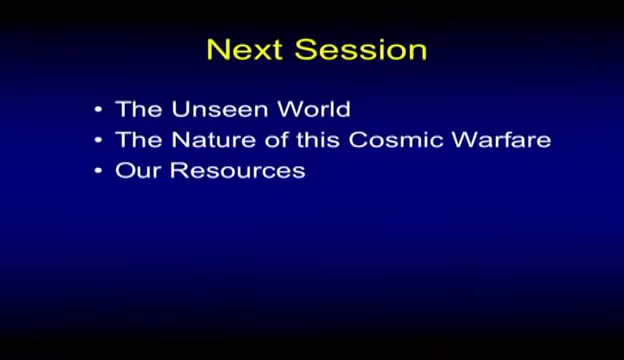 Next Session
• The Unseen World
• The Nature of this Cosmic Warfare
• Our Resources